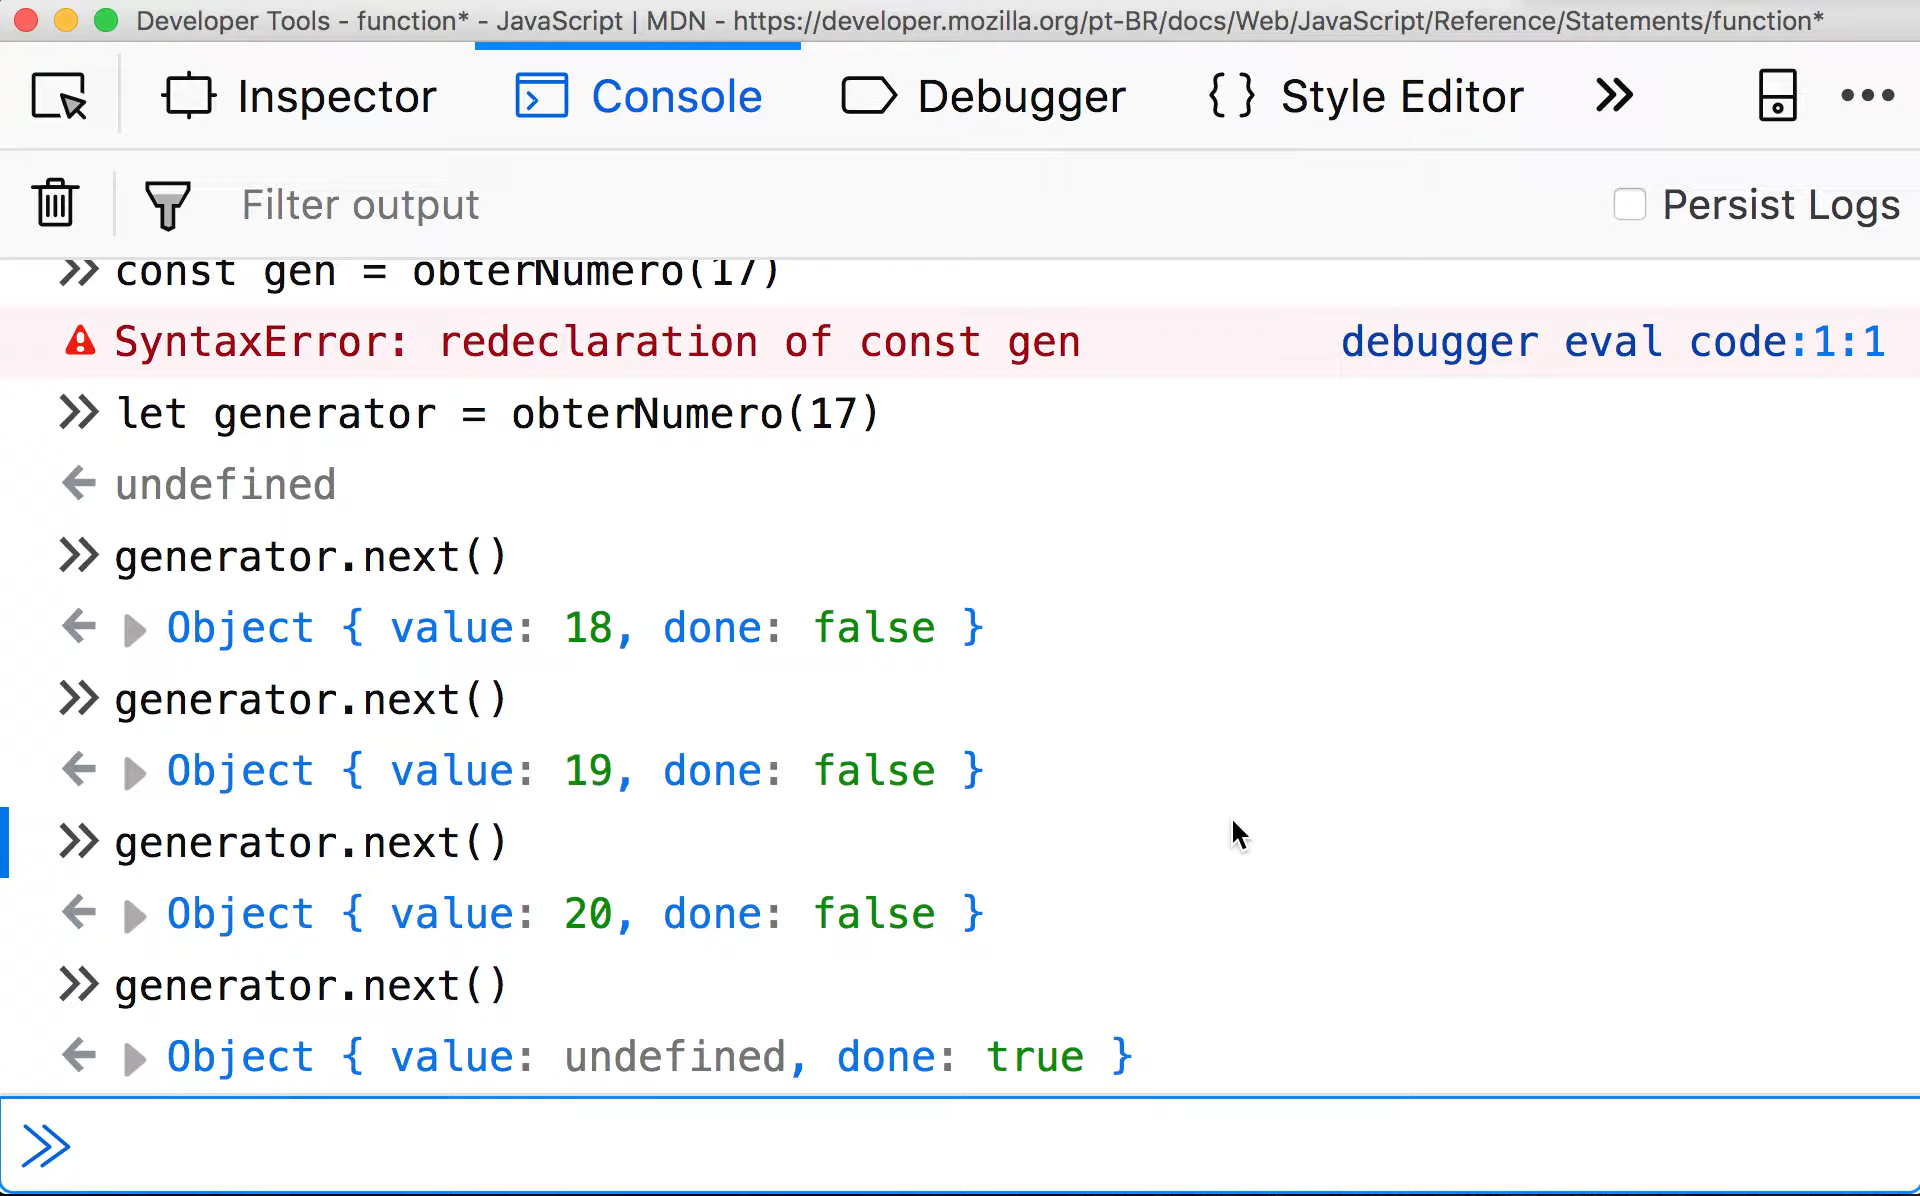 Developer Tools - function* - JavaScript | MDN - https://developer.mozilla.org/pt-BR/docs/Web/JavaScript/Reference/Statements/function*
Inspector Console Debugger { } Style Editor
Filter output Persist Logs
» const gen = obterNumero(17)
SyntaxError: redeclaration of const gen debugger eval code:1:1
» let generator = obterNumero(17)
← undefined
» generator.next()
← ▶ Object { value: 18, done: false }
» generator.next()
← ▶ Object { value: 19, done: false }
» generator.next()
← ▶ Object { value: 20, done: false }
» generator.next()
← ▶ Object { value: undefined, done: true }
»